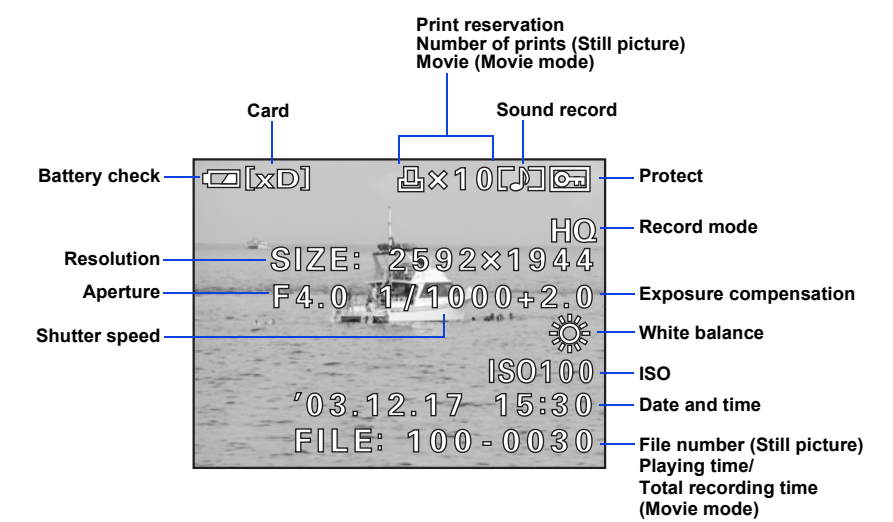 Print reservation
Number of prints (Still picture)
Movie (Movie mode)
Card
Sound record
Battery check
[xD]
×10
Protect
HQ
Record mode
Resolution
SIZE: 2592×1944
Aperture
F4.0 1/1000+2.0
Exposure compensation
Shutter speed
White balance
ISO100
ISO
'03.12.17 15:30
Date and time
FILE: 100-0030
File number (Still picture)
Playing time/
Total recording time
(Movie mode)